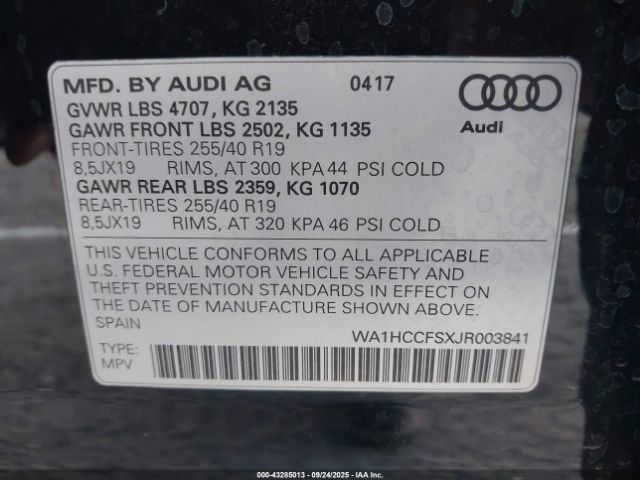 MFD. BY AUDI AG 0417
GVWR LBS 4707, KG 2135
GAWR FRONT LBS 2502, KG 1135
FRONT-TIRES 255/40 R19
8,5JX19 RIMS, AT 300 KPA 44 PSI COLD
GAWR REAR LBS 2359, KG 1070
REAR-TIRES 255/40 R19
8,5JX19 RIMS, AT 320 KPA 46 PSI COLD
Audi
THIS VEHICLE CONFORMS TO ALL APPLICABLE
U.S. FEDERAL MOTOR VEHICLE SAFETY AND
THEFT PREVENTION STANDARDS IN EFFECT ON
THE DATE OF MANUFACTURE SHOWN ABOVE.
SPAIN
WA1HCCFSXJR003841
TYPE:
MPV
000-43285013 - 09/24/2025 - IAA Inc.